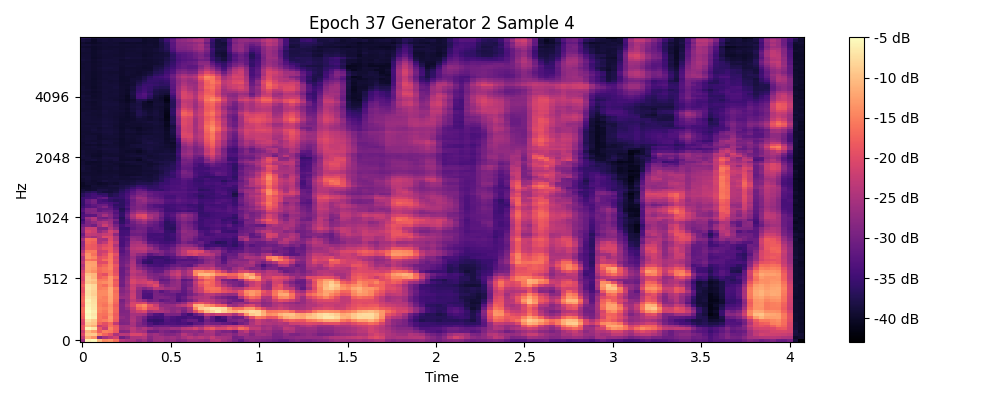 Epoch 37 Generator 2 Sample 4
Hz
4096
2048
1024
512
0
0 0.5 1 1.5 2 2.5 3 3.5 4
Time
-5 dB
-10 dB
-15 dB
-20 dB
-25 dB
-30 dB
-35 dB
-40 dB